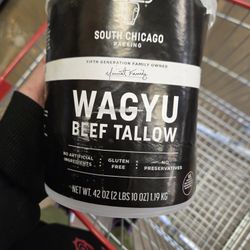 SOUTH CHICAGO
PACKING
FIFTH GENERATION FAMILY OWNED
WAGYU
BEEF TALLOW
NO ARTIFICIAL
INGREDIENTS
GLUTEN
FREE
NO
PRESERVATIVES
NET WT. 42 OZ (2 LBS 10 OZ) 1.19 KG